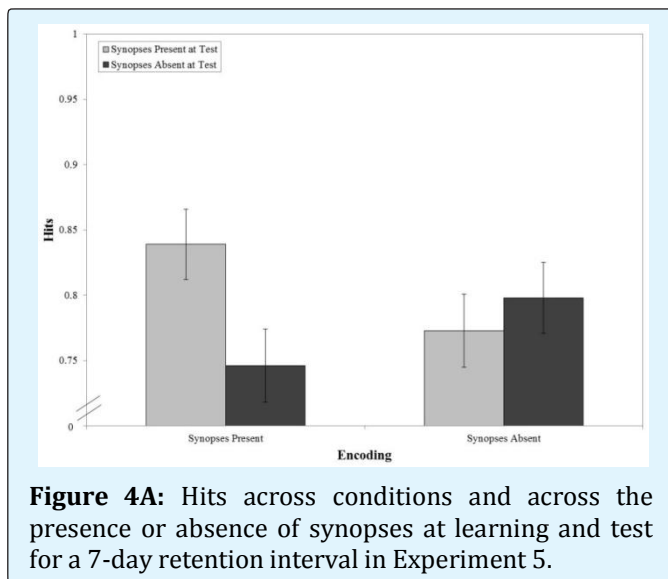 1
Synopses Present at Test
Synopses Absent at Test
0.95
0.9
0.85
Hits
0.8
0.75
0
Synopses Present
Synopses Absent
Encoding
Figure 4A: Hits across conditions and across the
presence or absence of synopses at learning and test
for a 7-day retention interval in Experiment 5.